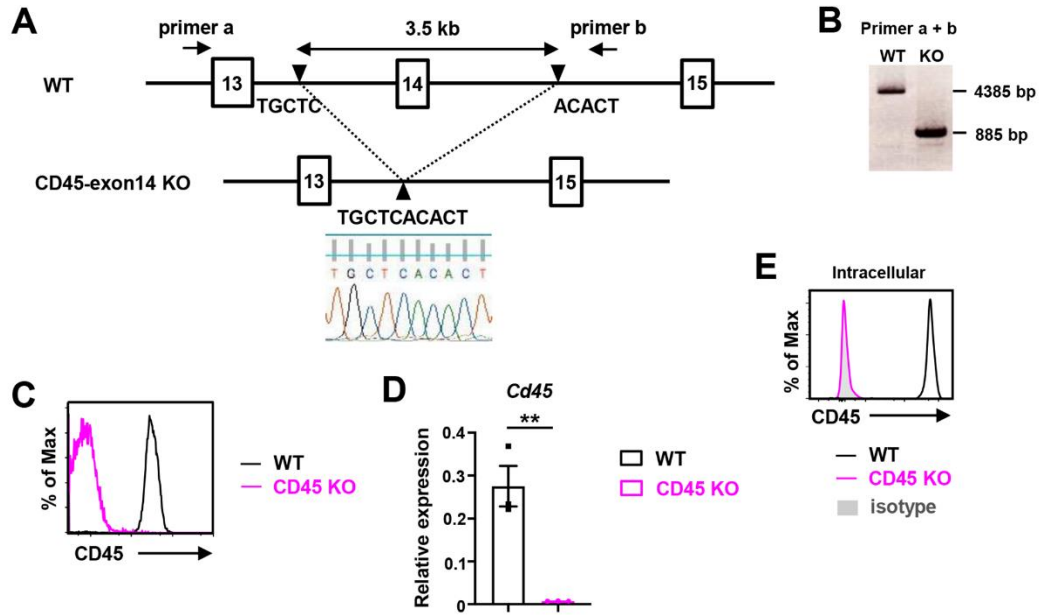 A
primer a
3.5 kb
primer b
WT
13
14
15
TGCTC
ACACT
CD45-exon14 KO
13
15
TGCTCACACT
T G C T C A C A C T
B
Primer a + b
WT KO
4385 bp
885 bp
C
% of Max
CD45
WT
CD45 KO
D
Cd45
**
Relative expression
0.4
0.3
0.2
0.1
0
WT
CD45 KO
E
Intracellular
% of Max
CD45
WT
CD45 KO
isotype